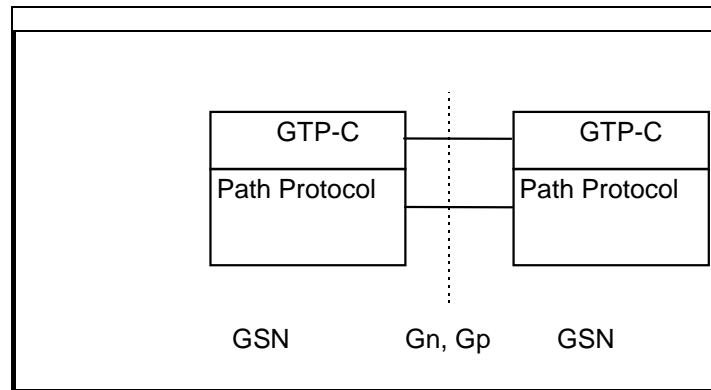 GTP-C GTP-C
Path Protocol Path Protocol
GSN Gn, Gp GSN